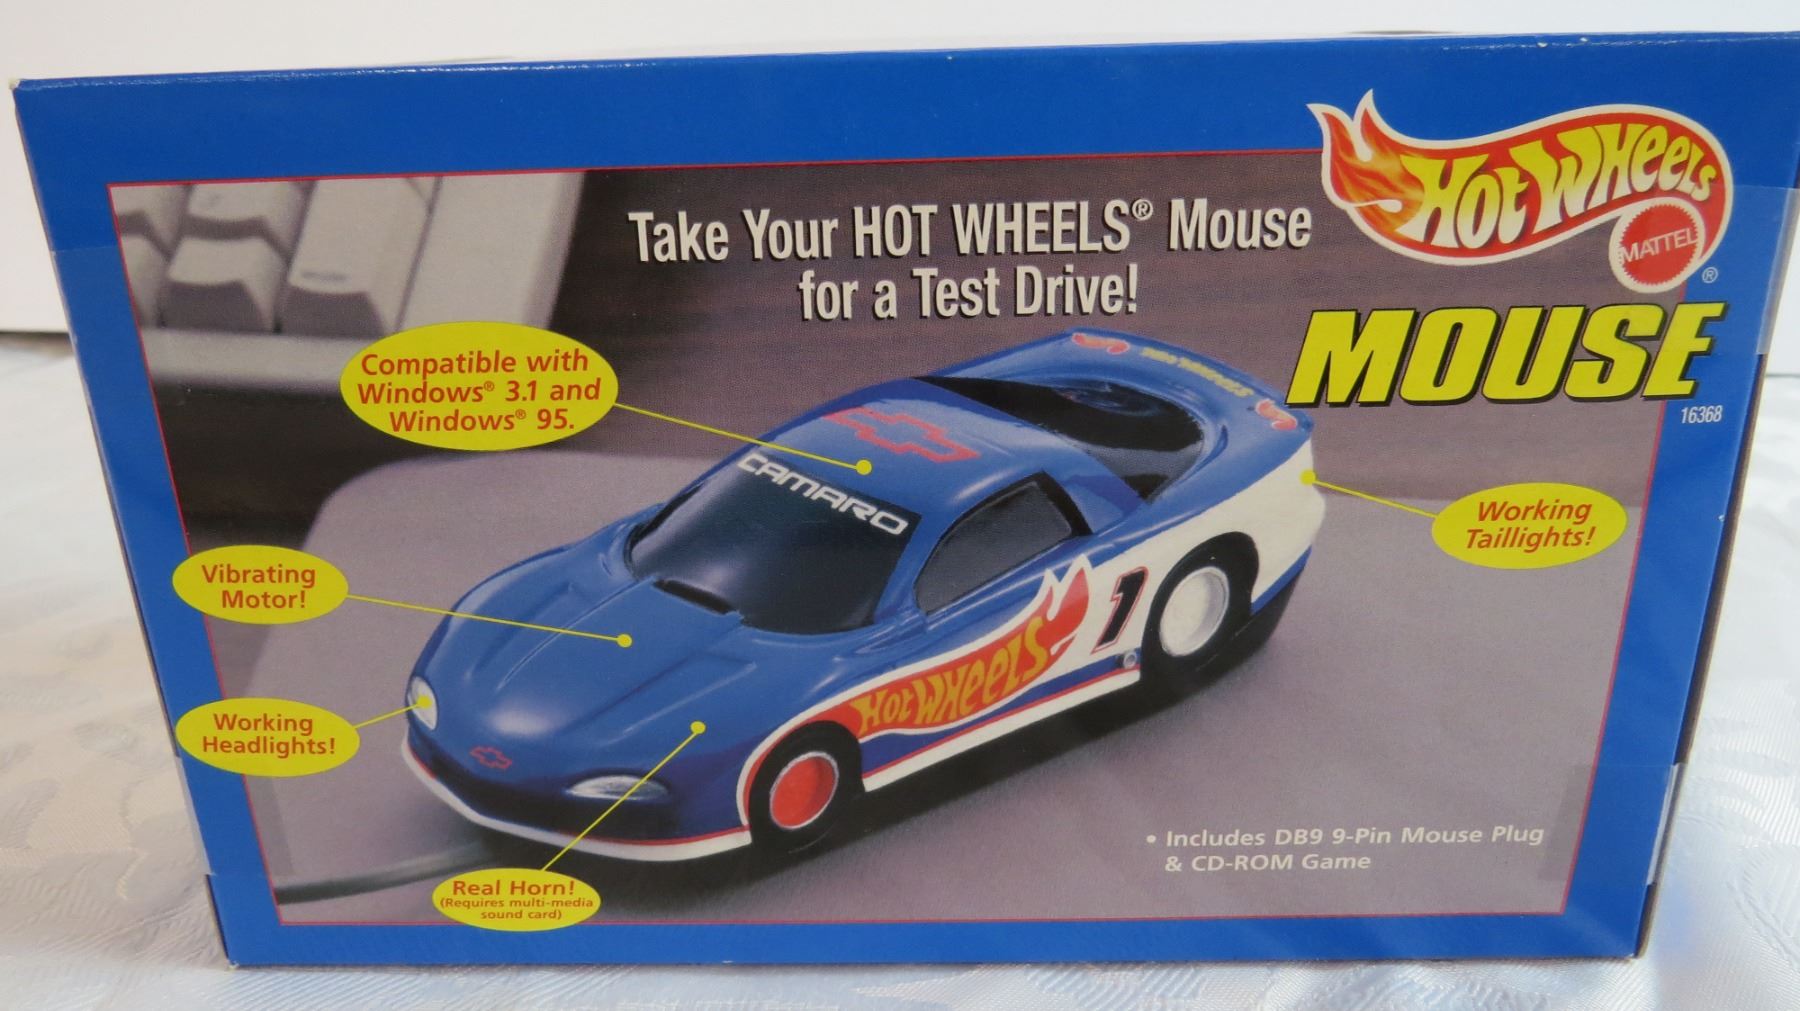 Take Your HOT WHEELS® Mouse
for a Test Drive!
Hot Wheels
MATTEL
®
MOUSE
16368
Compatible with
Windows® 3.1 and
Windows® 95.
Working
Taillights!
Vibrating
Motor!
Working
Headlights!
Real Horn!
(Requires multi-media
sound card)
CAMARO
Hot Wheels
1
• Includes DB9 9-Pin Mouse Plug
& CD-ROM Game